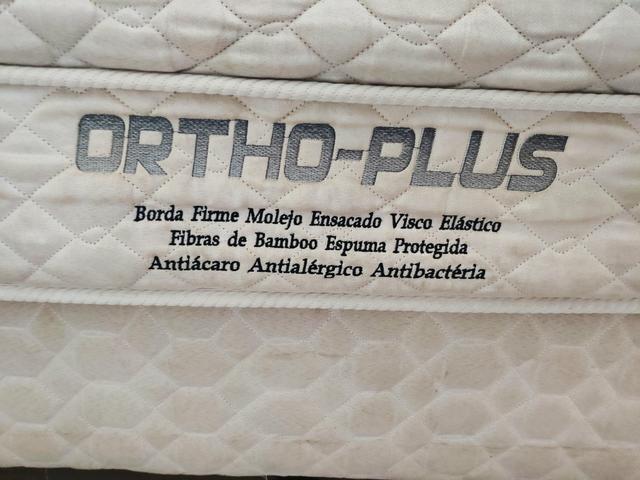 ORTHO-PLUS
Borda Firme Molejo Ensacado Visco Elástico
Fibras de Bamboo Espuma Protegida
Antiácaro Antialérgico Antibactéria